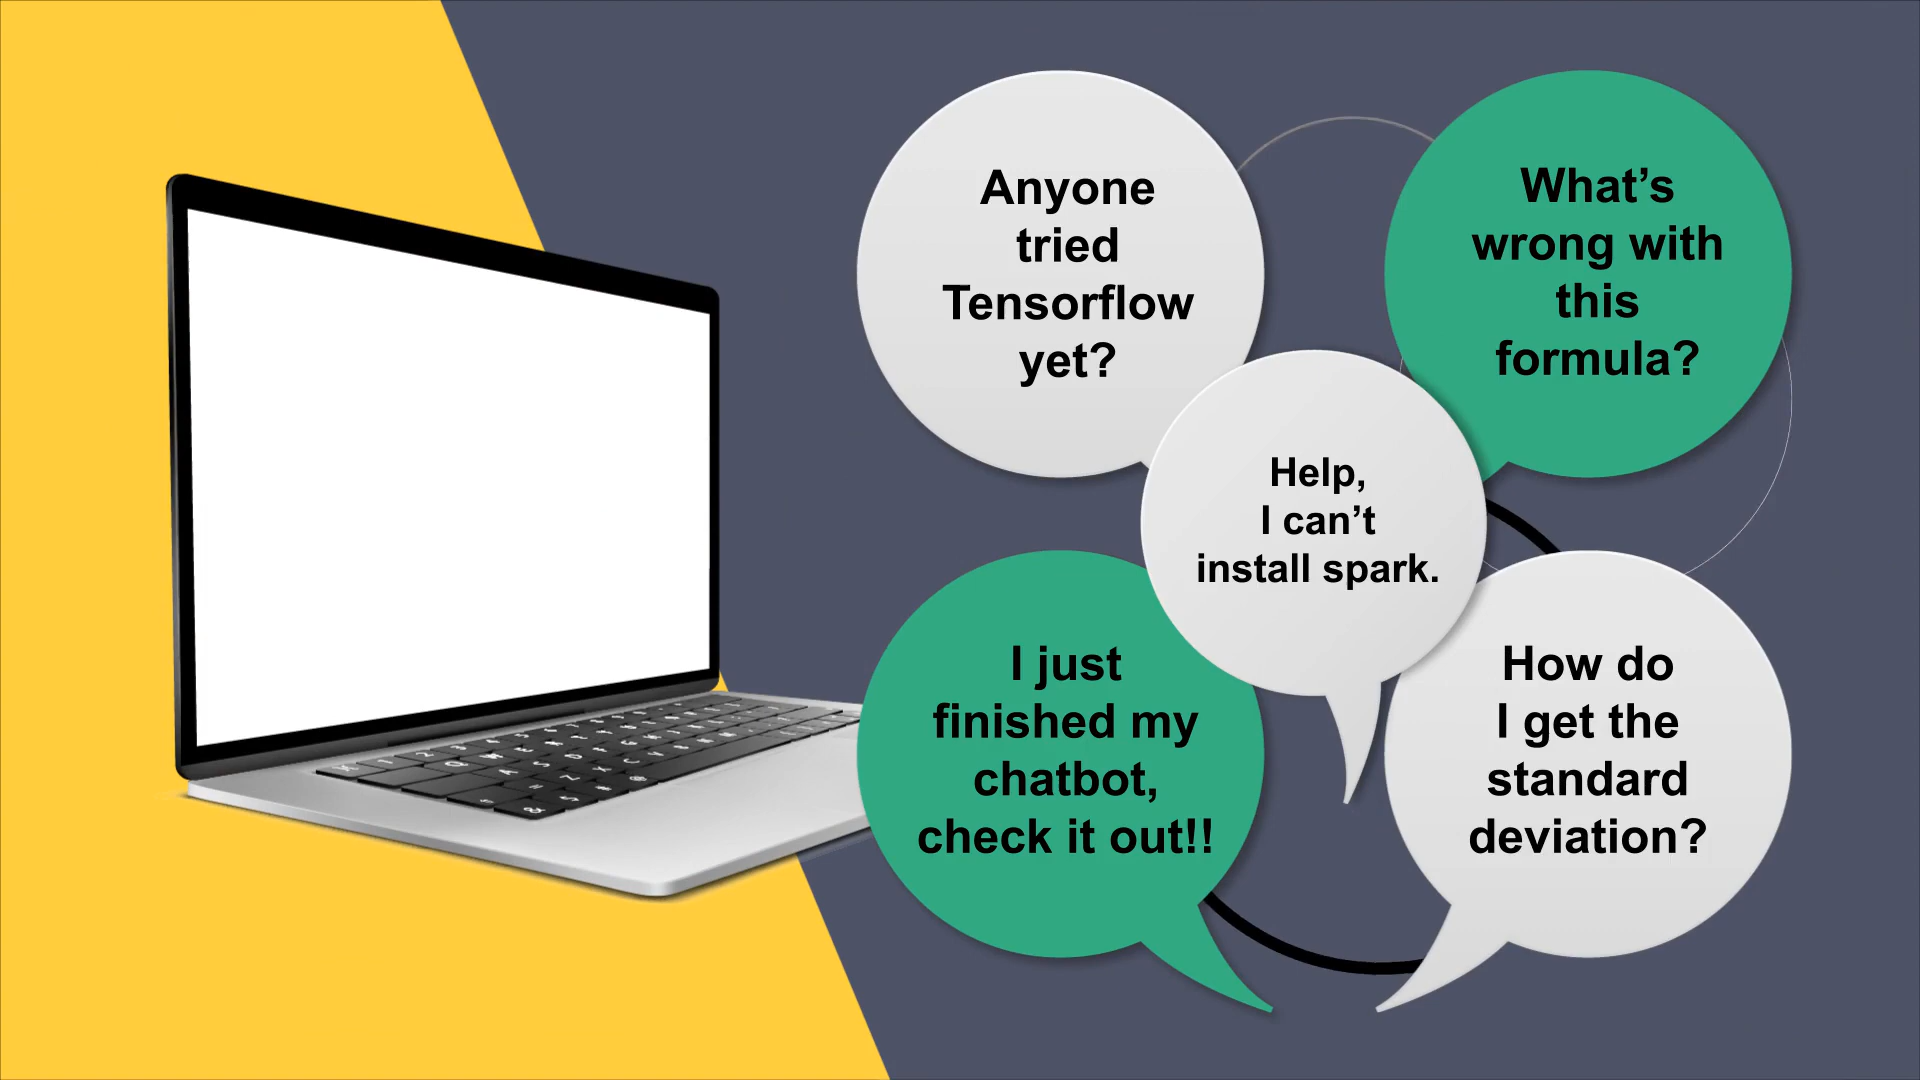 Anyone
tried
Tensorflow
yet?
What’s
wrong with
this
formula?
Help,
I can’t
install spark.
I just
finished my
chatbot,
check it out!!
How do
I get the
standard
deviation?